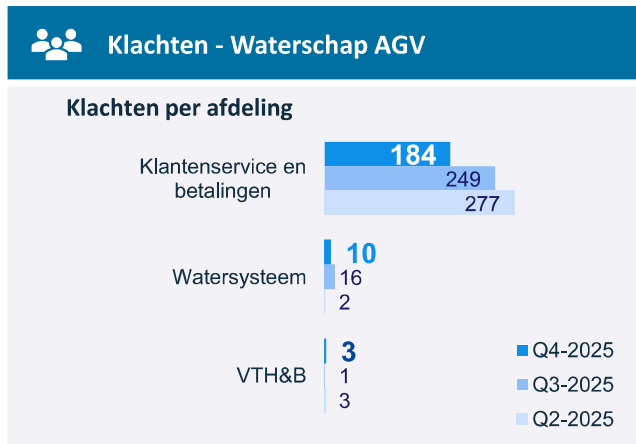 Klachten - Waterschap AGV
Klachten per afdeling
Klantenservice en
betalingen
184
249
277
Watersysteem
10
16
2
VTH&B
3
1
3
Q4-2025
Q3-2025
Q2-2025